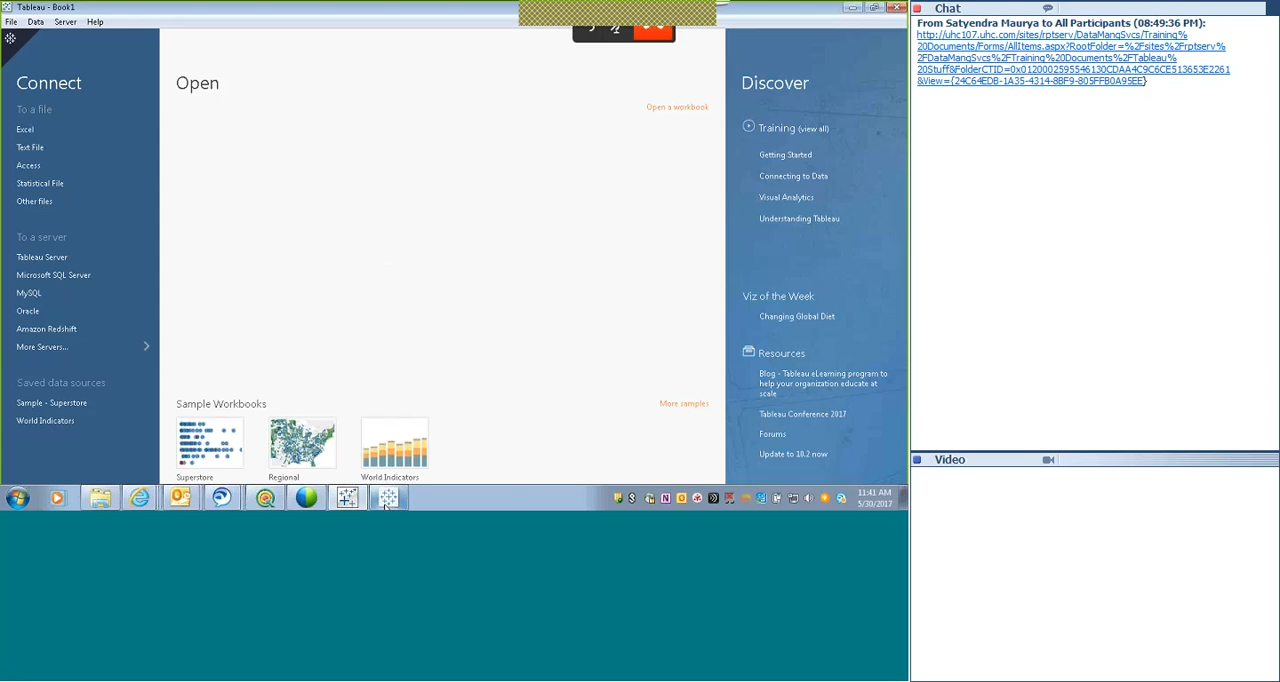 Tableau - Book1
File Data Server Help
Connect
To a file
Excel
Text File
Access
Statistical File
Other files
To a server
Tableau Server
Microsoft SQL Server
MySQL
Oracle
Amazon Redshift
More Servers...
Saved data sources
Sample - Superstore
World Indicators
Open
Open a workbook
Sample Workbooks
More samples
Superstore
Regional
World Indicators
Discover
Training (view all)
Getting Started
Connecting to Data
Visual Analytics
Understanding Tableau
Viz of the Week
Changing Global Diet
Resources
Blog - Tableau eLearning program to
help your organization educate at
scale
Tableau Conference 2017
Forums
Update to 10.2 now
11:41 AM
5/30/2017
Chat
From Satyendra Maurya to All Participants (08:49:36 PM):
http://uhc107.uhc.com/sites/rptserv/DataMangSvcs/Training%
20Documents/Forms/AllItems.aspx?RootFolder=%2Fsites%2Frptserv%
2FDataMangSvcs%2FTraining%20Documents%2FTableau%
20Stuff&FolderCTID=0x0120002595546130CDAA4C9C6CE513653E2261
&View={24C64EDB-1A35-4314-8BF9-805FFB0A95EE}
Video